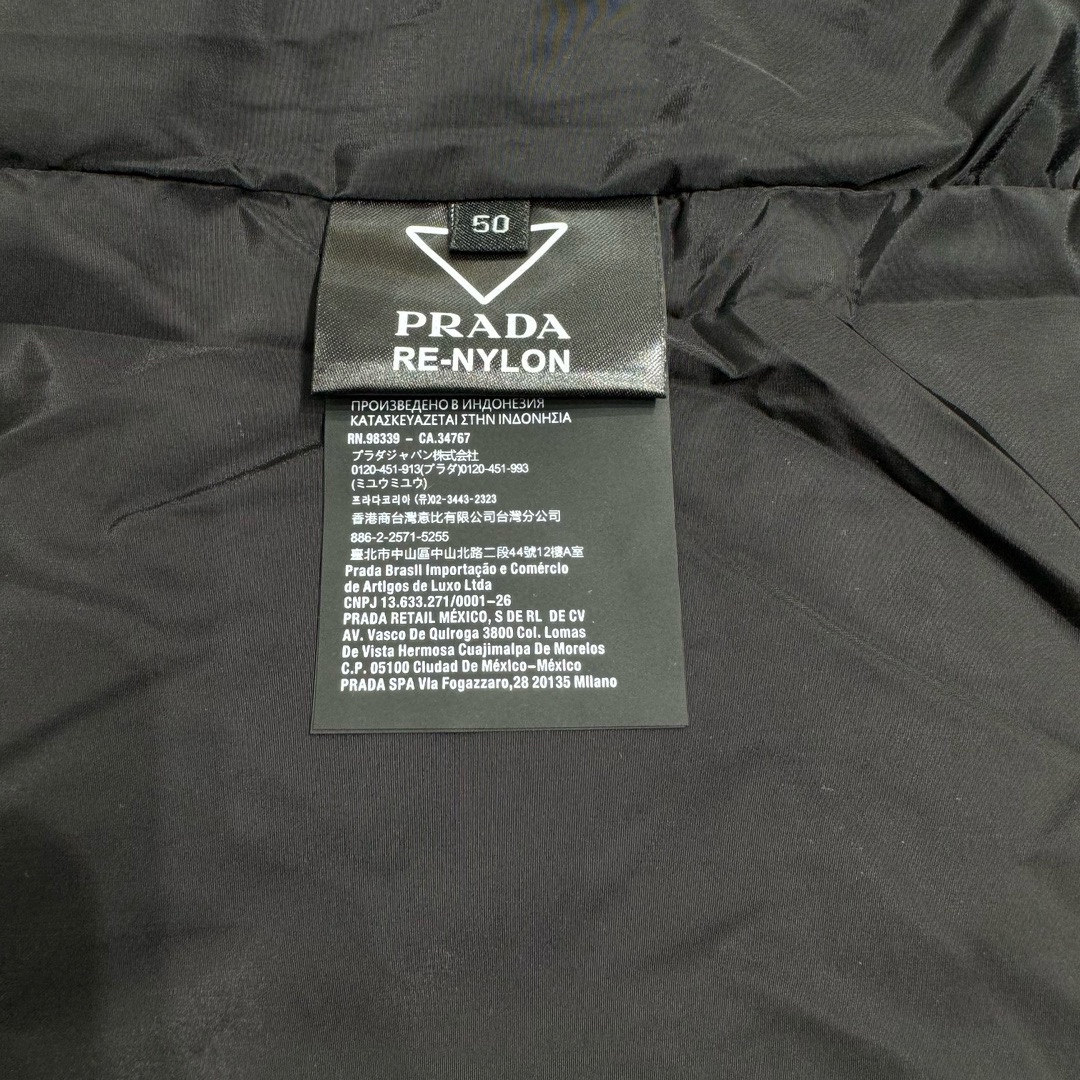 50
PRADA
RE-NYLON
ПРОИЗВЕДЕНО В ИНДОНЕЗИЯ
ΚΑΤΑΣΚΕΥΑΖΕΤΑΙ ΣΤΗΝ ΙΝΔΟΝΗΣΙΑ
RN.98339 - CA.34767
プラダジャパン株式会社
0120-451-913(プラダ)0120-451-993
(ミユウミユウ)
프라다코리아 (유)02-3443-2323
香港商台灣意比有限公司台灣分公司
886-2-2571-5255
臺北市中山區中山北路二段44號12樓A室
Prada Brasil Importação e Comércio
de Artigos de Luxo Ltda
CNPJ 13.633.271/0001-26
PRADA RETAIL MÉXICO, S DE RL DE CV
AV. Vasco De Quiroga 3800 Col. Lomas
De Vista Hermosa Cuajimalpa De Morelos
C.P. 05100 Ciudad De México-México
PRADA SPA Via Fogazzaro,28 20135 Milano